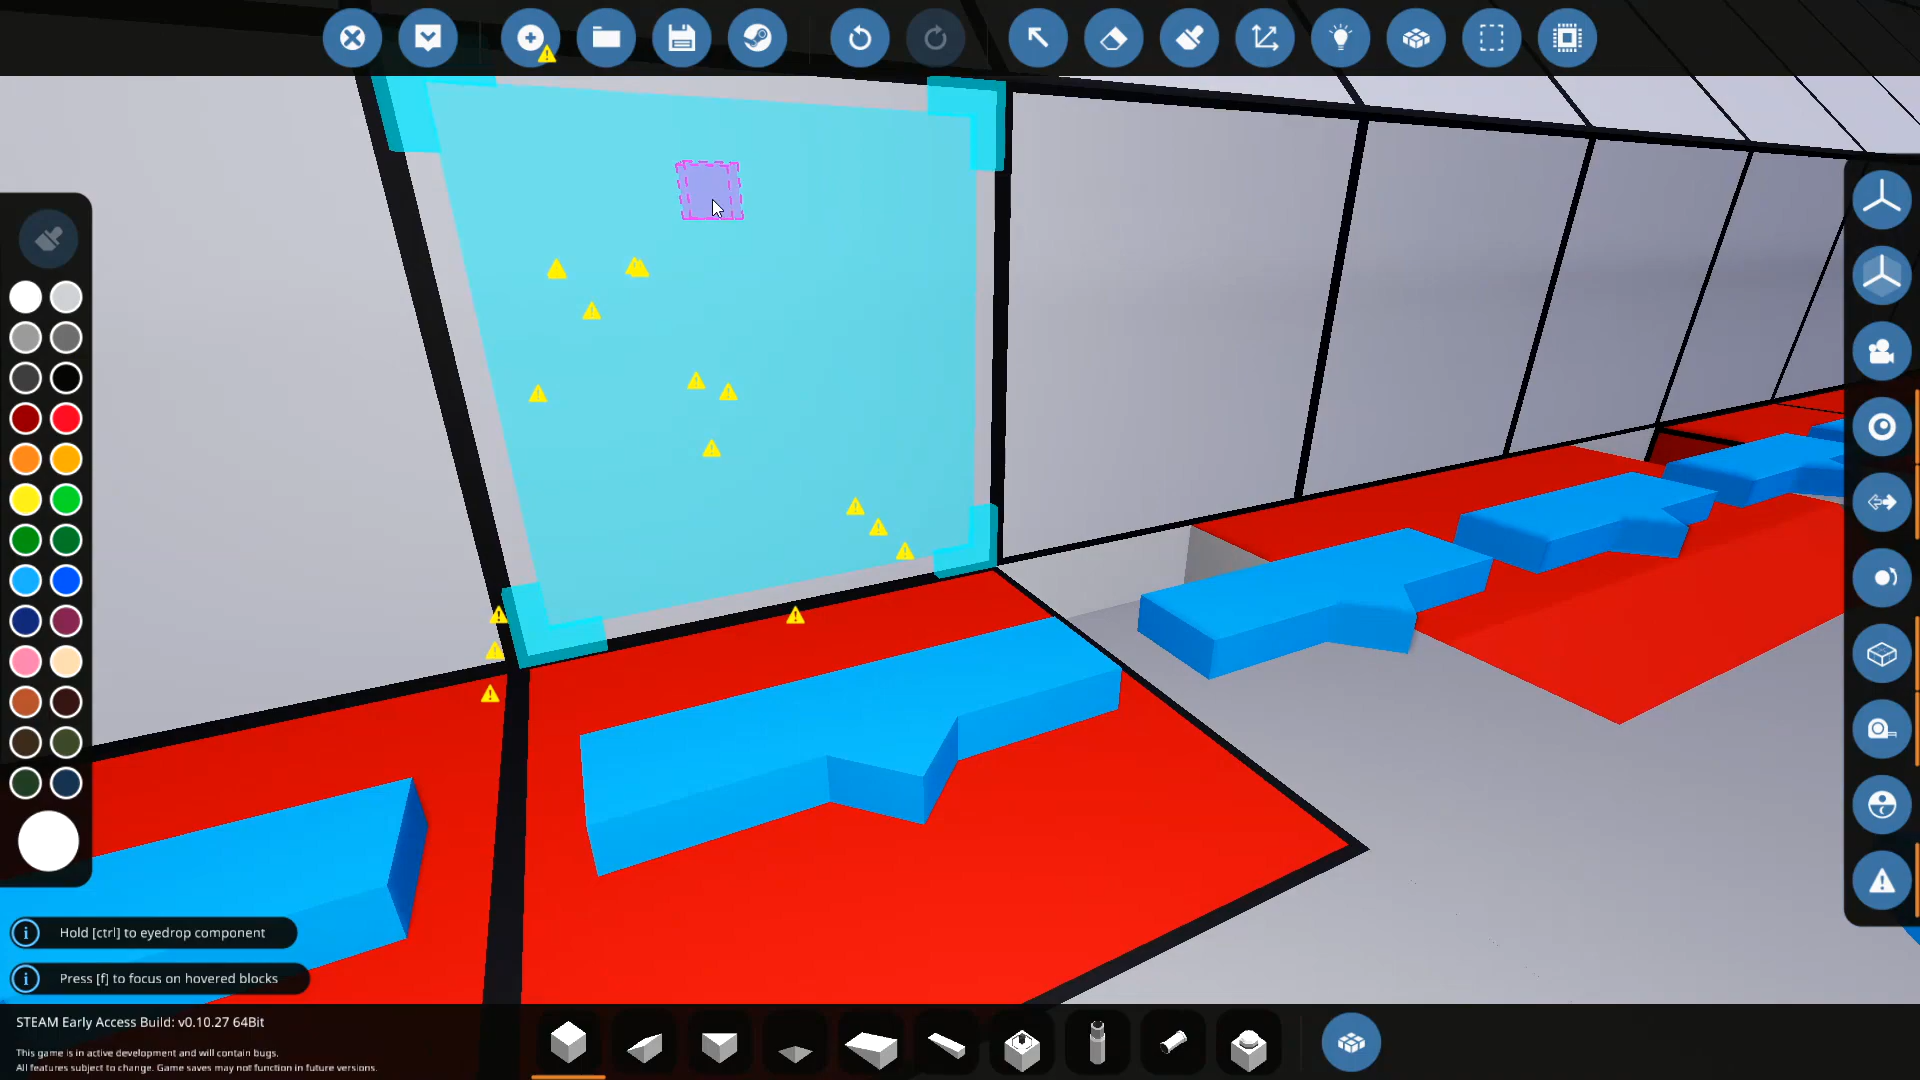 Hold [ctrl] to eyedrop component
Press [f] to focus on hovered blocks
STEAM Early Access Build: v0.10.27 64Bit
This game is in active development and will contain bugs.
All features subject to change. Game saves may not function in future versions.